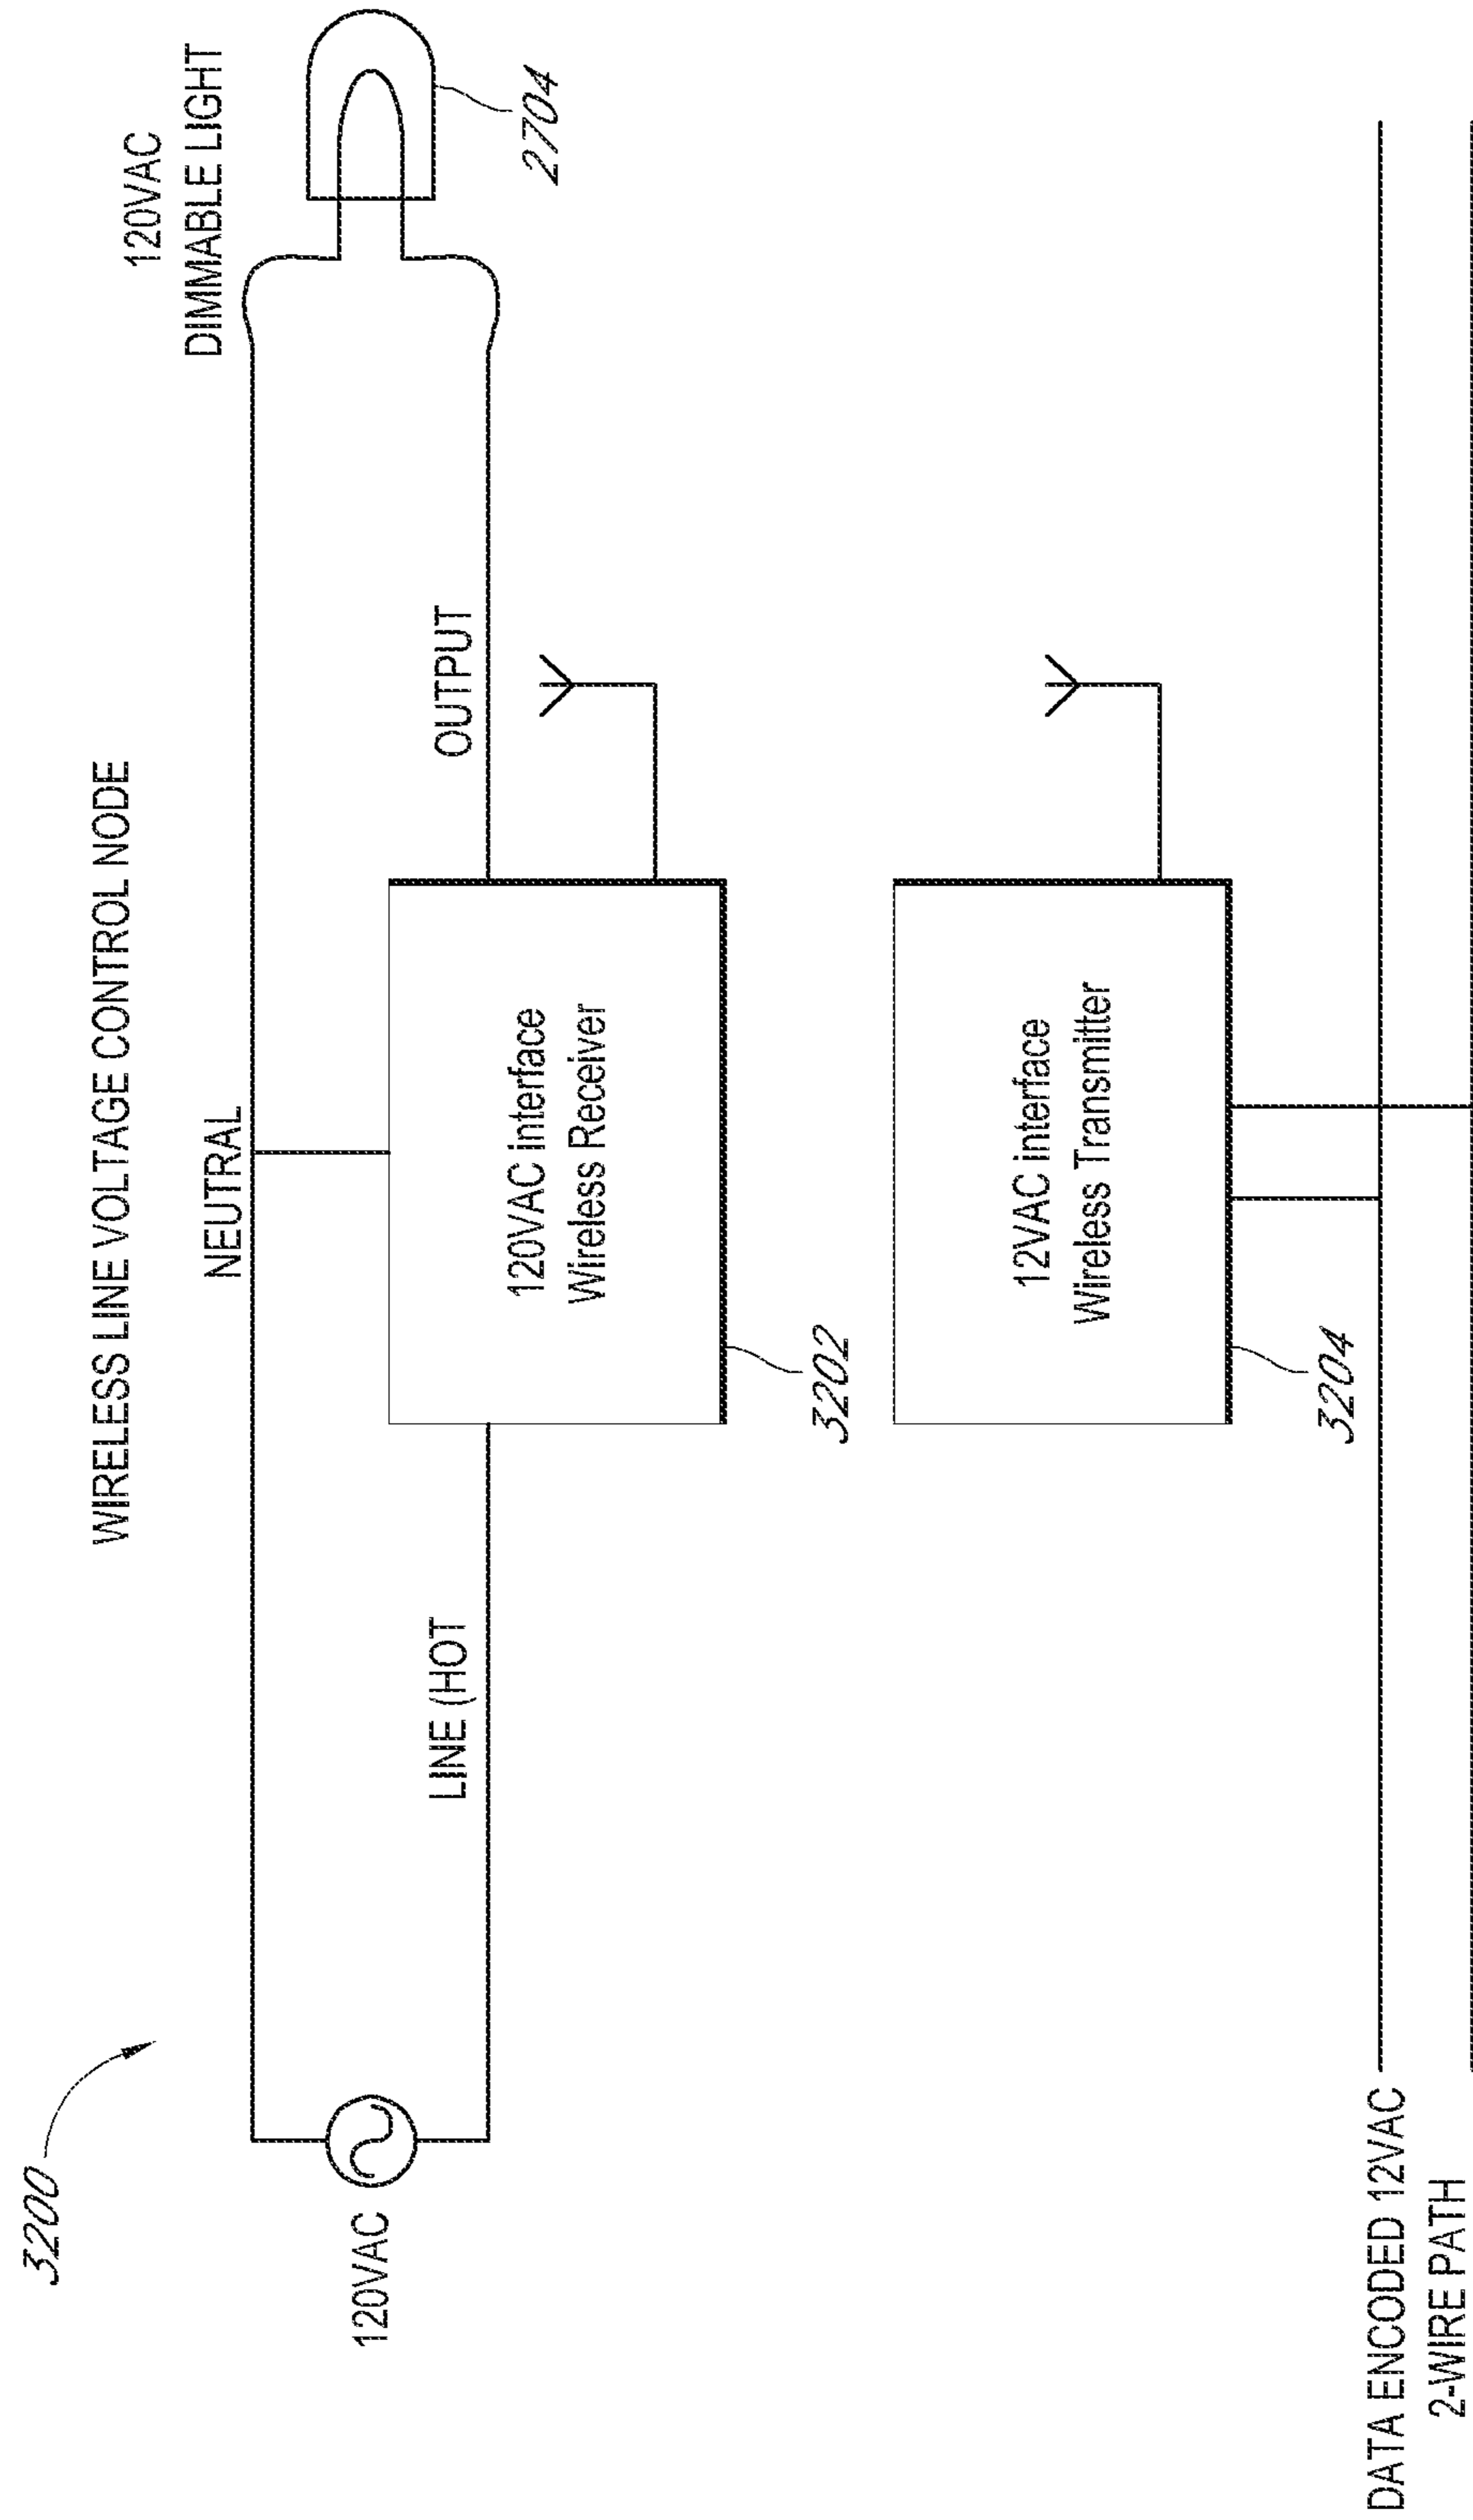 3200
WIRELESS LINE VOLTAGE CONTROL NODE
120VAC
DIMMABLE LIGHT
NEUTRAL
120VAC
LINE (HOT
OUTPUT
2704
120VAC interface
Wireless Receiver
3202
12VAC interface
Wireless Transmitter
3204
DATA ENCODED 12VAC
2-WIRE PATH